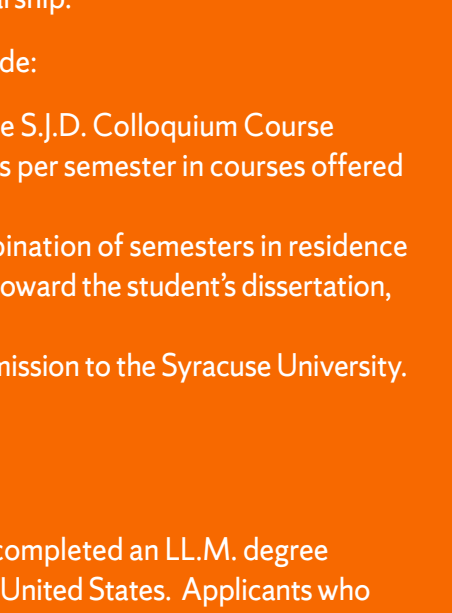 de:
e S.J.D. Colloquium Course
s per semester in courses offered
bination of semesters in residence
oward the student's dissertation,
mission to the Syracuse University.
completed an LL.M. degree
United States. Applicants who